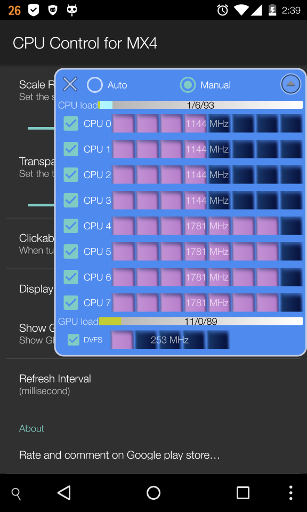 26 2:39
CPU Control for MX4
Scale R
Set the s
Auto Manual
CPU load 1/6/93
CPU 0 1144 MHz
CPU 1 1144 MHz
CPU 2 1144 MHz
CPU 3 1144 MHz
CPU 4 1781 MHz
CPU 5 1781 MHz
CPU 6 1781 MHz
CPU 7 1781 MHz
GPU load 11/0/89
DVFS 253 MHz
Transpa
Set the t
Clickab
When tu
Display
Show G
Show Gl
Refresh Interval
(millisecond)
About
Rate and comment on Google play store…